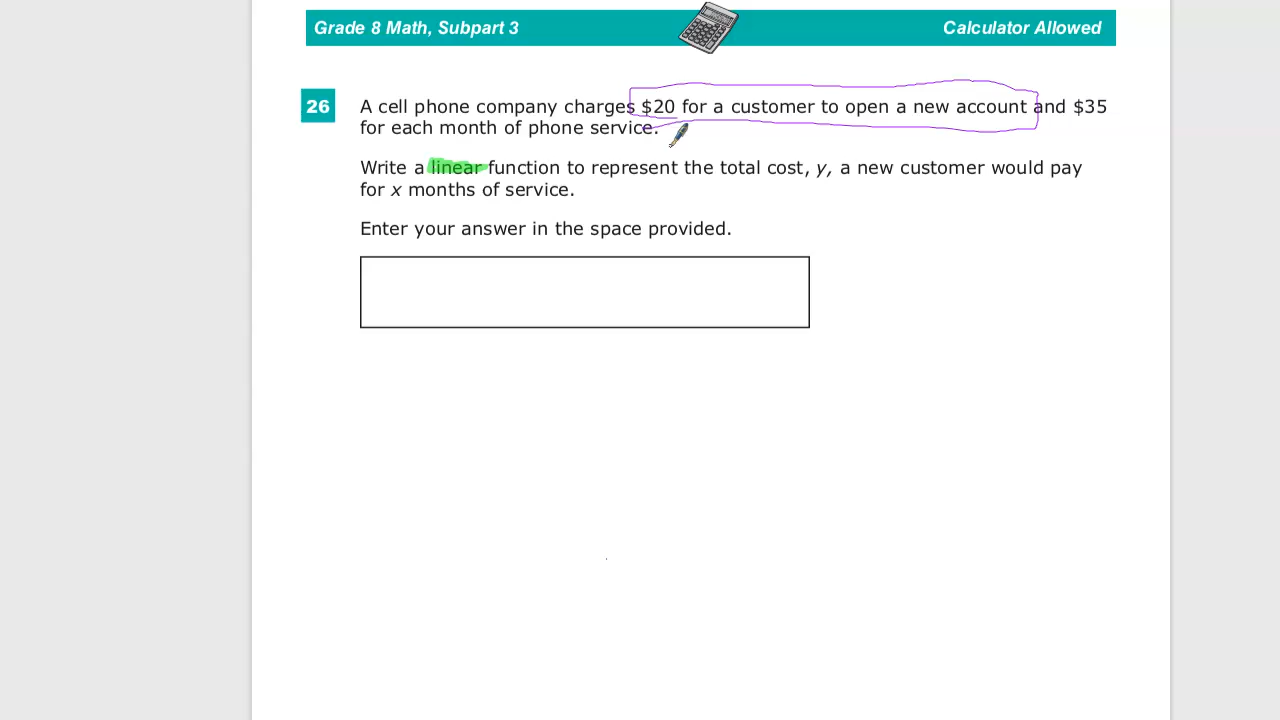 Grade 8 Math, Subpart 3 Calculator Allowed
26 A cell phone company charges $20 for a customer to open a new account and $35
for each month of phone service.
Write a linear function to represent the total cost, y, a new customer would pay
for x months of service.
Enter your answer in the space provided.